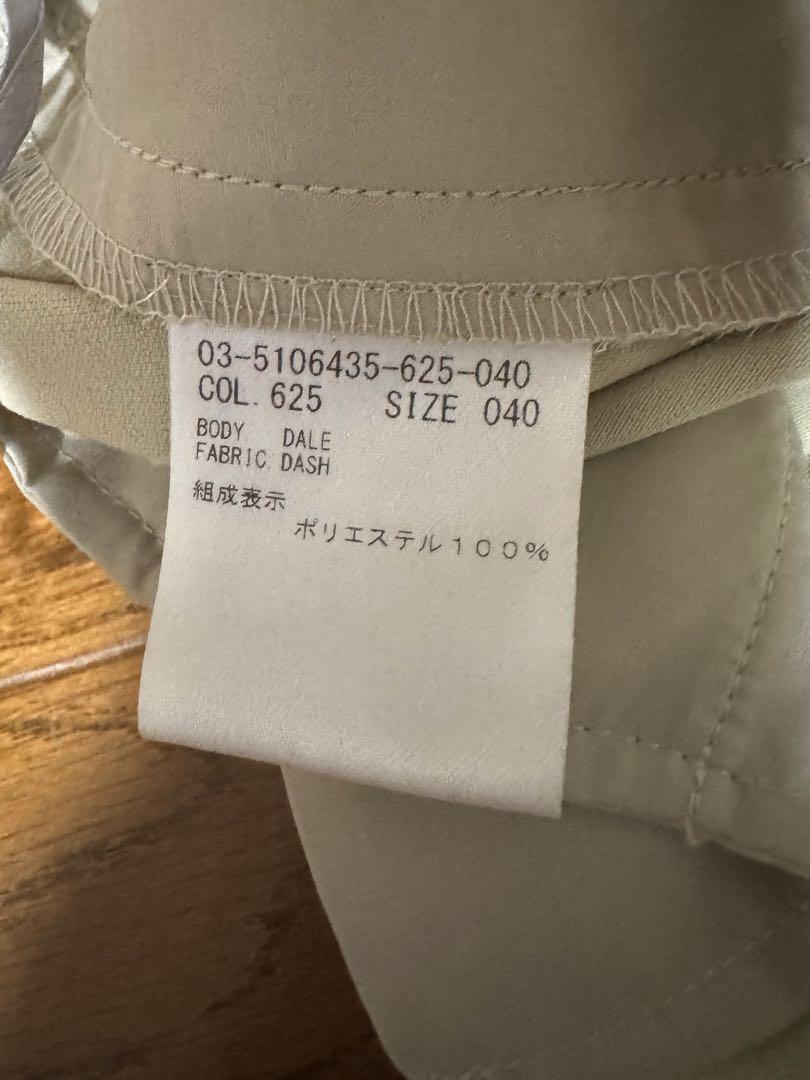 03-5106435-625-040
COL. 625 SIZE 040
BODY DALE
FABRIC DASH
組成表示
ポリエステル100%